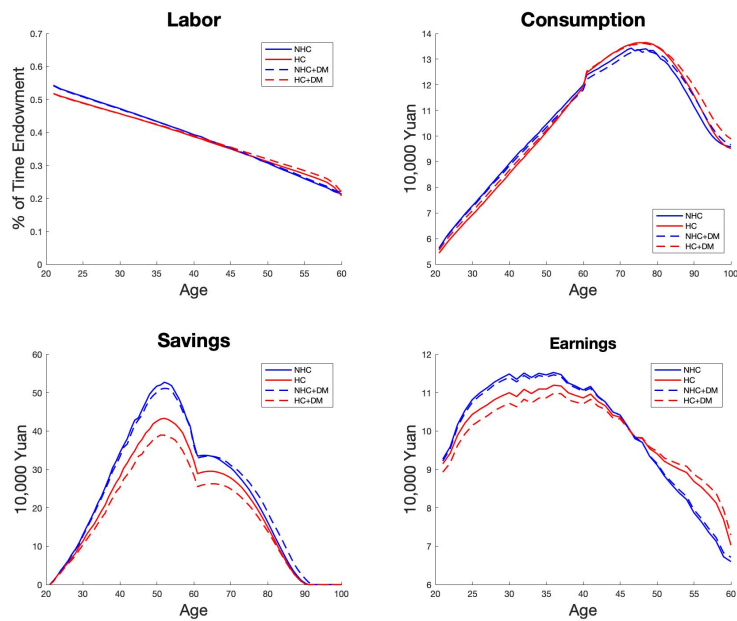 Labor
% of Time Endowment
0.7
0.6
0.5
0.4
0.3
0.2
0.1
0
NHC
HC
NHC+DM
HC+DM
20 25 30 35 40 45 50 55 60
Age
Consumption
10,000 Yuan
14
13
12
11
10
9
8
7
6
5
NHC
HC
NHC+DM
HC+DM
20 30 40 50 60 70 80 90 100
Age
Savings
10,000 Yuan
60
50
40
30
20
10
0
NHC
HC
NHC+DM
HC+DM
20 30 40 50 60 70 80 90 100
Age
Earnings
10,000 Yuan
12
11
10
9
8
7
6
NHC
HC
NHC+DM
HC+DM
20 25 30 35 40 45 50 55 60
Age